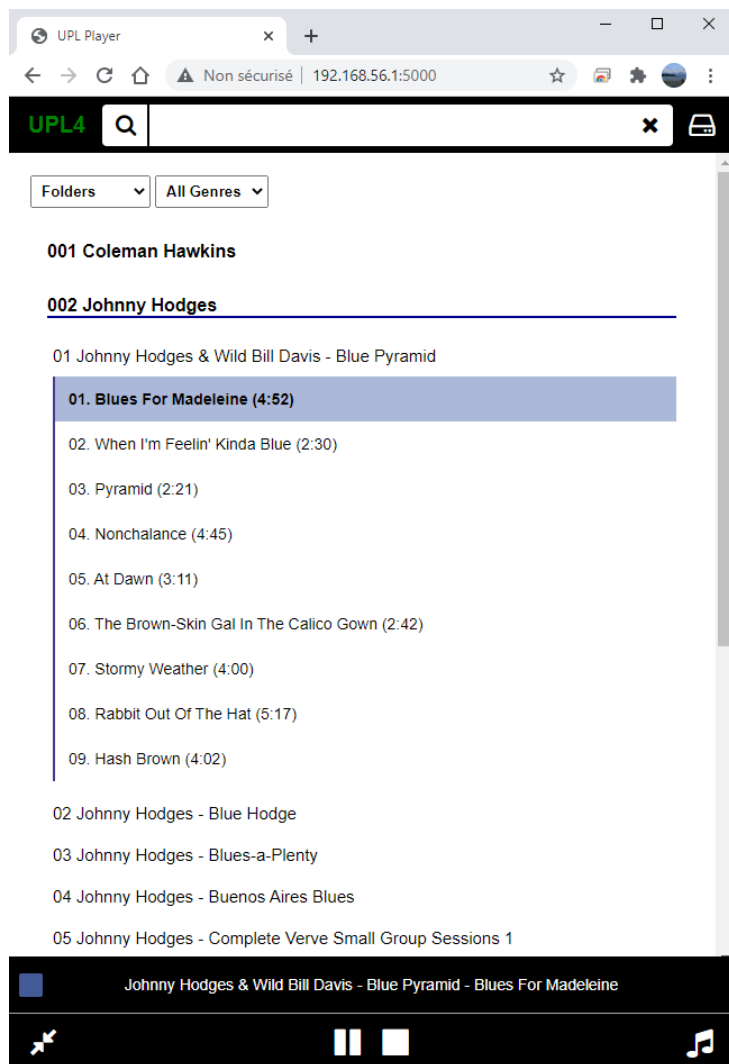 UPL Player
Non sécurisé | 192.168.56.1:5000
UPL4
Folders All Genres
001 Coleman Hawkins
002 Johnny Hodges
01 Johnny Hodges & Wild Bill Davis - Blue Pyramid
01. Blues For Madeleine (4:52)
02. When I'm Feelin' Kinda Blue (2:30)
03. Pyramid (2:21)
04. Nonchalance (4:45)
05. At Dawn (3:11)
06. The Brown-Skin Gal In The Calico Gown (2:42)
07. Stormy Weather (4:00)
08. Rabbit Out Of The Hat (5:17)
09. Hash Brown (4:02)
02 Johnny Hodges - Blue Hodge
03 Johnny Hodges - Blues-a-Plenty
04 Johnny Hodges - Buenos Aires Blues
05 Johnny Hodges - Complete Verve Small Group Sessions 1
Johnny Hodges & Wild Bill Davis - Blue Pyramid - Blues For Madeleine